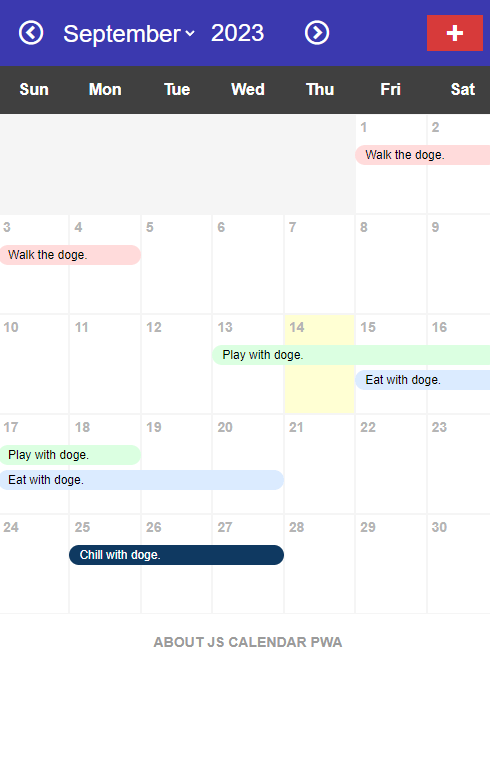 September 2023
Sun Mon Tue Wed Thu Fri Sat
1 2
Walk the doge.
3 4 5 6 7 8 9
Walk the doge.
10 11 12 13 14 15 16
Play with doge.
Eat with doge.
17 18 19 20 21 22 23
Play with doge.
Eat with doge.
24 25 26 27 28 29 30
Chill with doge.
ABOUT JS CALENDAR PWA